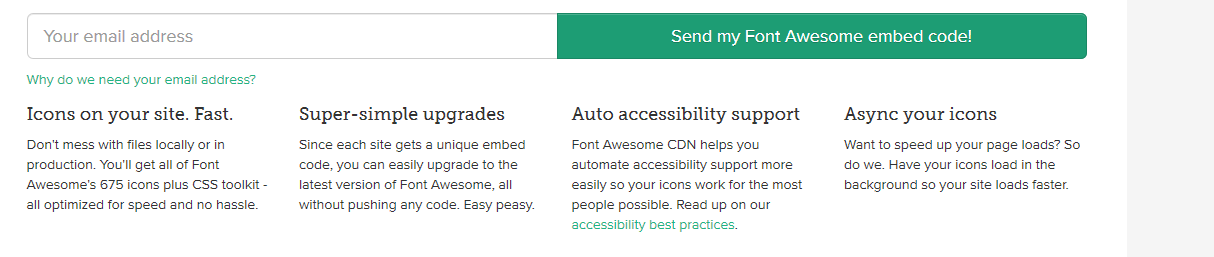 Your email address
Send my Font Awesome embed code!
Why do we need your email address?
Icons on your site. Fast.
Don't mess with files locally or in
production. You'll get all of Font
Awesome's 675 icons plus CSS toolkit -
all optimized for speed and no hassle.
Super-simple upgrades
Since each site gets a unique embed
code, you can easily upgrade to the
latest version of Font Awesome, all
without pushing any code. Easy peasy.
Auto accessibility support
Font Awesome CDN helps you
automate accessibility support more
easily so your icons work for the most
people possible. Read up on our
accessibility best practices.
Async your icons
Want to speed up your page loads? So
do we. Have your icons load in the
background so your site loads faster.